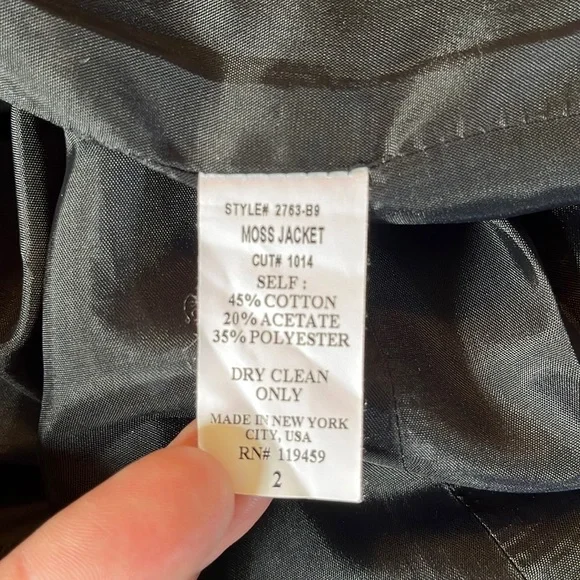 STYLE# 2763-B9
MOSS JACKET
CUT# 1014
SELF :
45% COTTON
20% ACETATE
35% POLYESTER
DRY CLEAN
ONLY
MADE IN NEW YORK
CITY, USA
RN# 119459
2